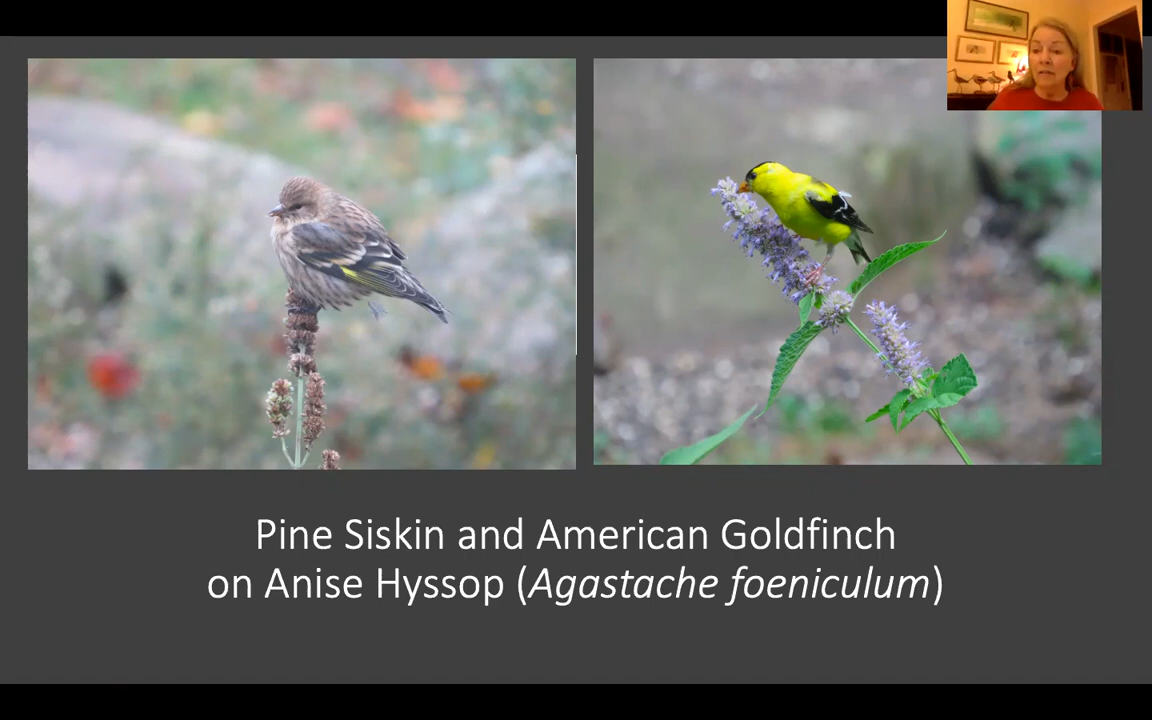 Pine Siskin and American Goldfinch
on Anise Hyssop (Agastache foeniculum)